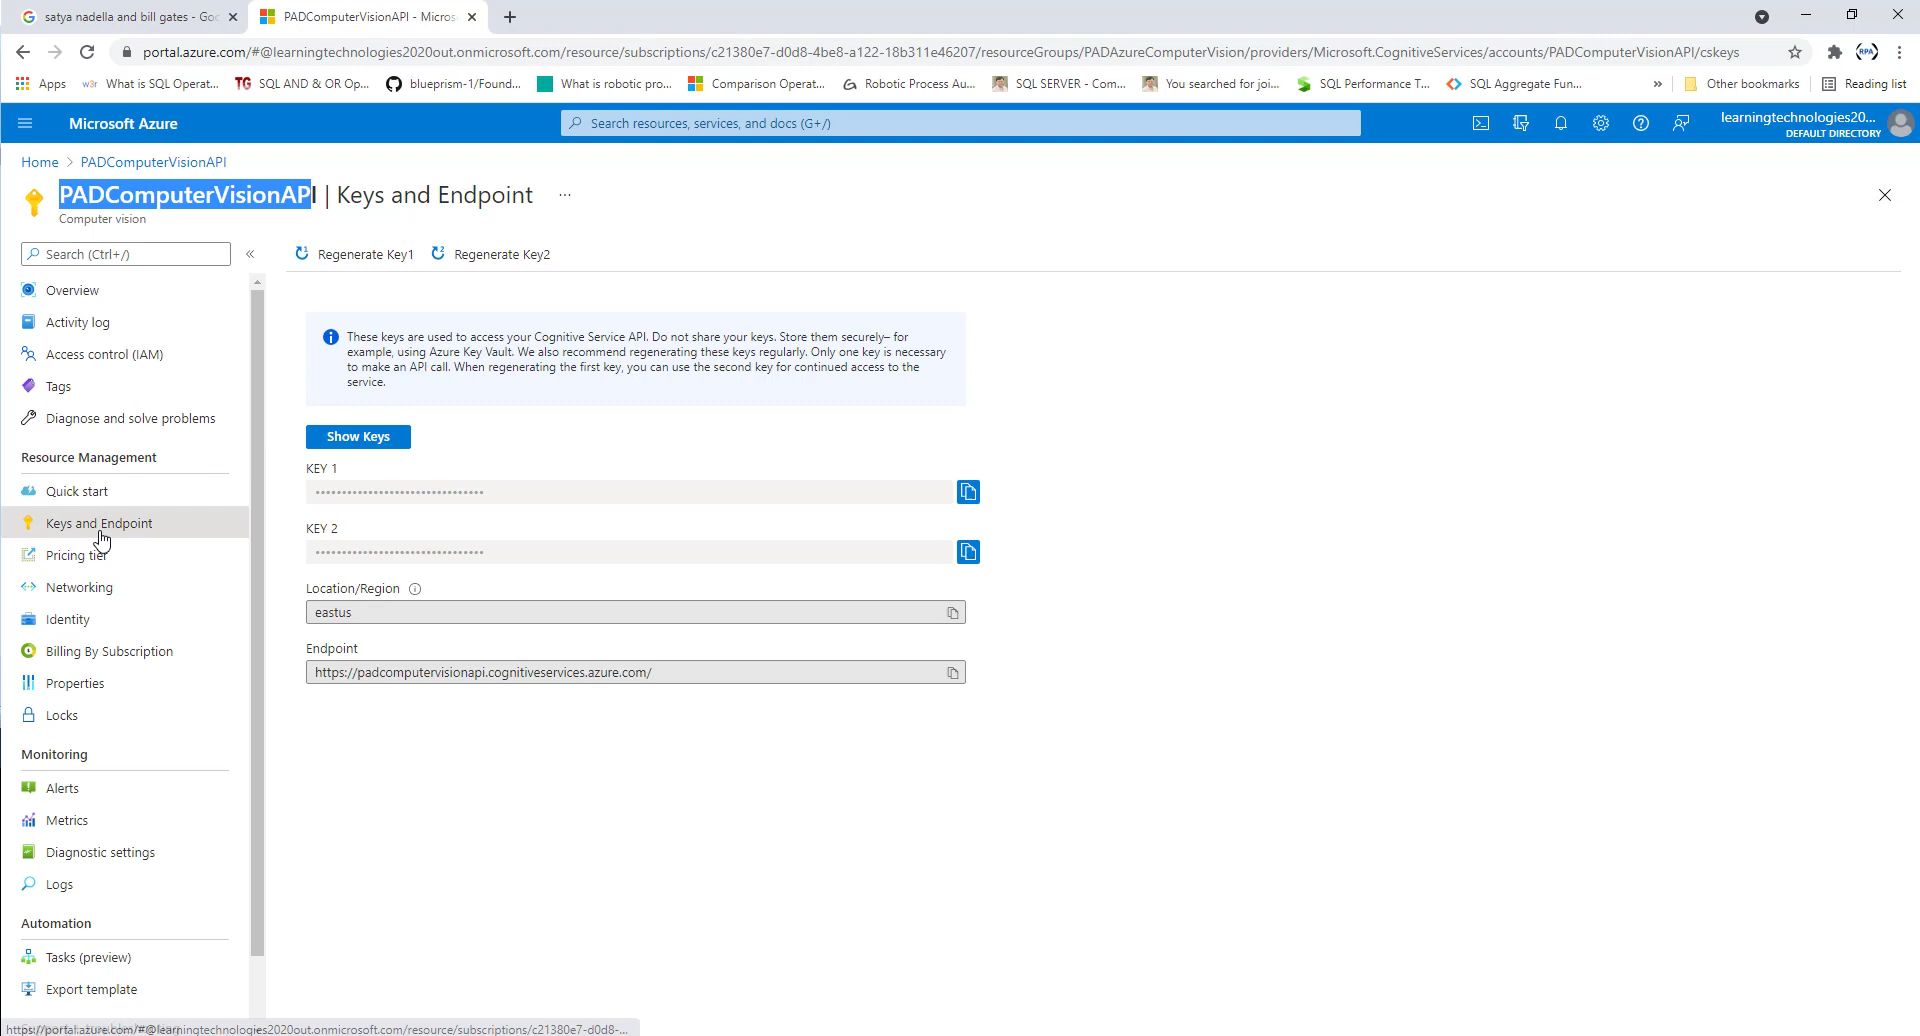 satya nadella and bill gates - Goo
PADComputerVisionAPI - Micros
portal.azure.com/#@learningtechnologies2020out.onmicrosoft.com/resource/subscriptions/c21380e7-d0d8-4be8-a122-18b311e46207/resourceGroups/PADAzureComputerVision/providers/Microsoft.CognitiveServices/accounts/PADComputerVisionAPI/cskeys
RPA
Apps
w3r What is SQL Operat...
TG SQL AND & OR Op...
blueprism-1/Found...
What is robotic pro...
Comparison Operat...
Robotic Process Au...
SQL SERVER - Com...
You searched for joi...
SQL Performance T...
SQL Aggregate Fun...
»
Other bookmarks
Reading list
Microsoft Azure
Search resources, services, and docs (G+/)
learningtechnologies20...
DEFAULT DIRECTORY
Home > PADComputerVisionAPI
PADComputerVisionAPI | Keys and Endpoint ...
Computer vision
Search (Ctrl+/)
«
Regenerate Key1
Regenerate Key2
Overview
Activity log
Access control (IAM)
Tags
Diagnose and solve problems
Resource Management
Quick start
Keys and Endpoint
Pricing tier
Networking
Identity
Billing By Subscription
Properties
Locks
Monitoring
Alerts
Metrics
Diagnostic settings
Logs
Automation
Tasks (preview)
Export template
These keys are used to access your Cognitive Service API. Do not share your keys. Store them securely– for
example, using Azure Key Vault. We also recommend regenerating these keys regularly. Only one key is necessary
to make an API call. When regenerating the first key, you can use the second key for continued access to the
service.
Show Keys
KEY 1
••••••••••••••••••••••••••••••••
KEY 2
••••••••••••••••••••••••••••••••
Location/Region
eastus
Endpoint
https://padcomputervisionapi.cognitiveservices.azure.com/
https://portal.azure.com/#@learningtechnologies2020out.onmicrosoft.com/resource/subscriptions/c21380e7-d0d8-...